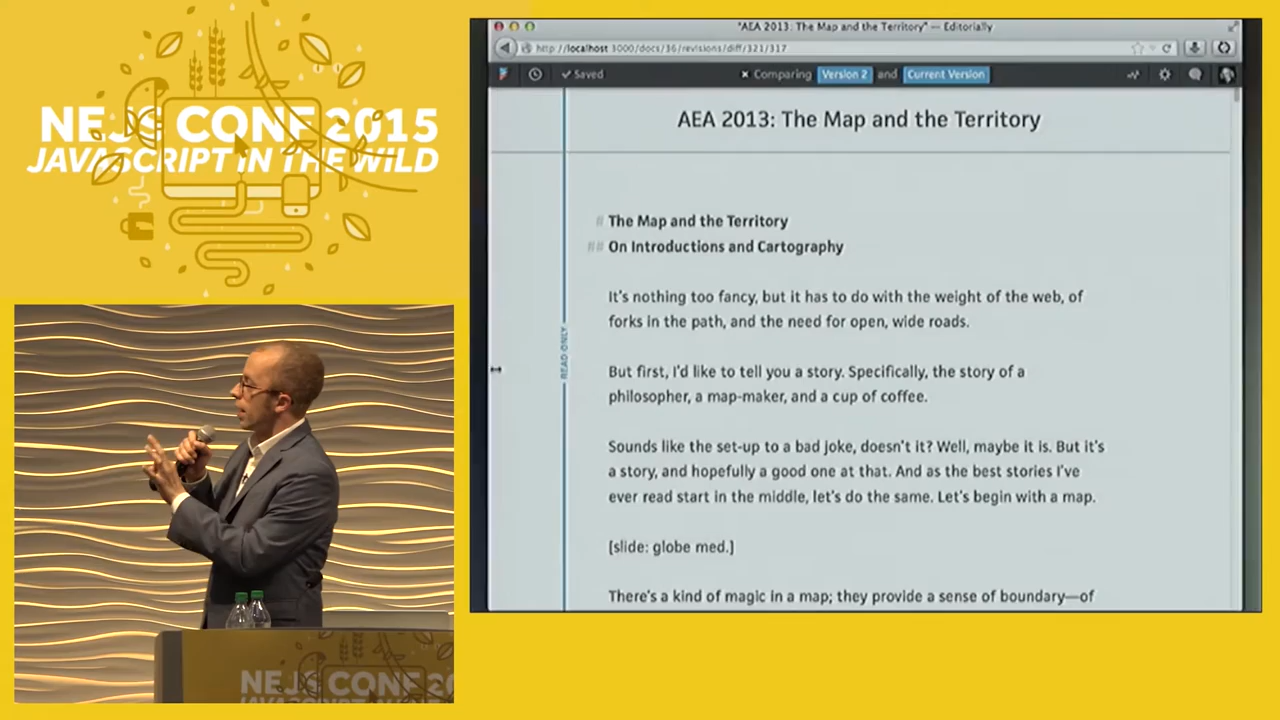 NEJS CONF 2015
JAVASCRIPT IN THE WILD
"AEA 2013: The Map and the Territory" — Editorially
http://localhost:3000/docs/36/revisions/diff/321/317
Saved
Comparing Version 2 and Current Version
AEA 2013: The Map and the Territory
# The Map and the Territory
## On Introductions and Cartography
It's nothing too fancy, but it has to do with the weight of the web, of
forks in the path, and the need for open, wide roads.
READ ONLY
But first, I'd like to tell you a story. Specifically, the story of a
philosopher, a map-maker, and a cup of coffee.
Sounds like the set-up to a bad joke, doesn't it? Well, maybe it is. But it's
a story, and hopefully a good one at that. And as the best stories I've
ever read start in the middle, let's do the same. Let's begin with a map.
[slide: globe med.]
There's a kind of magic in a map; they provide a sense of boundary—of
NEJS CONF 2